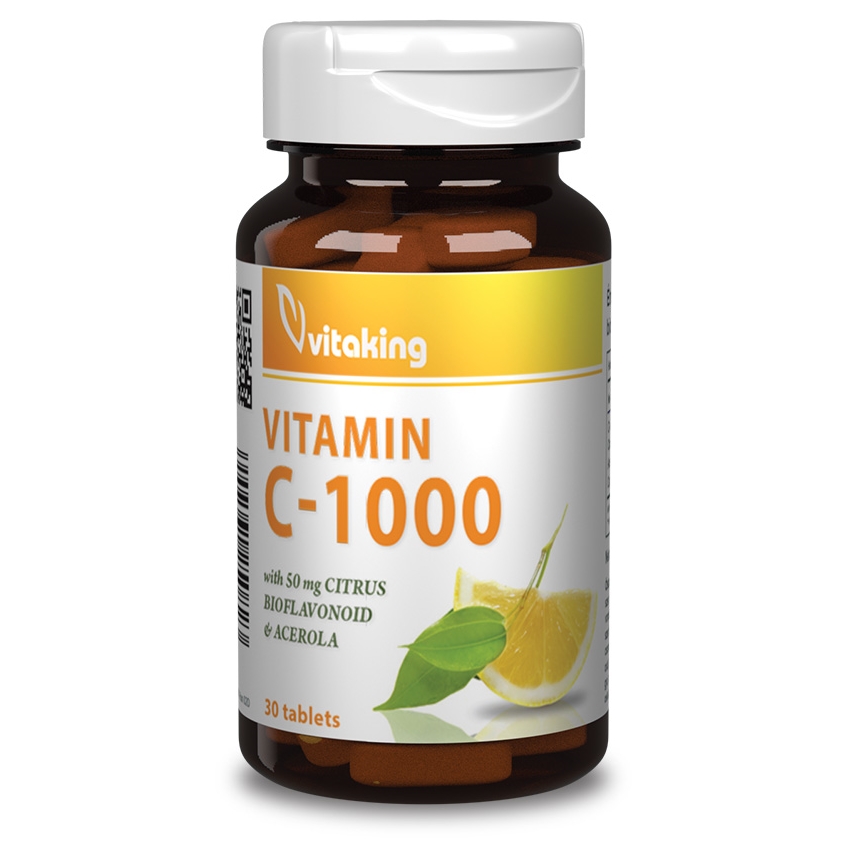 vitaking
VITAMIN
C-1000
with 50 mg CITRUS
BIOFLAVONOID
& ACEROLA
30 tablets